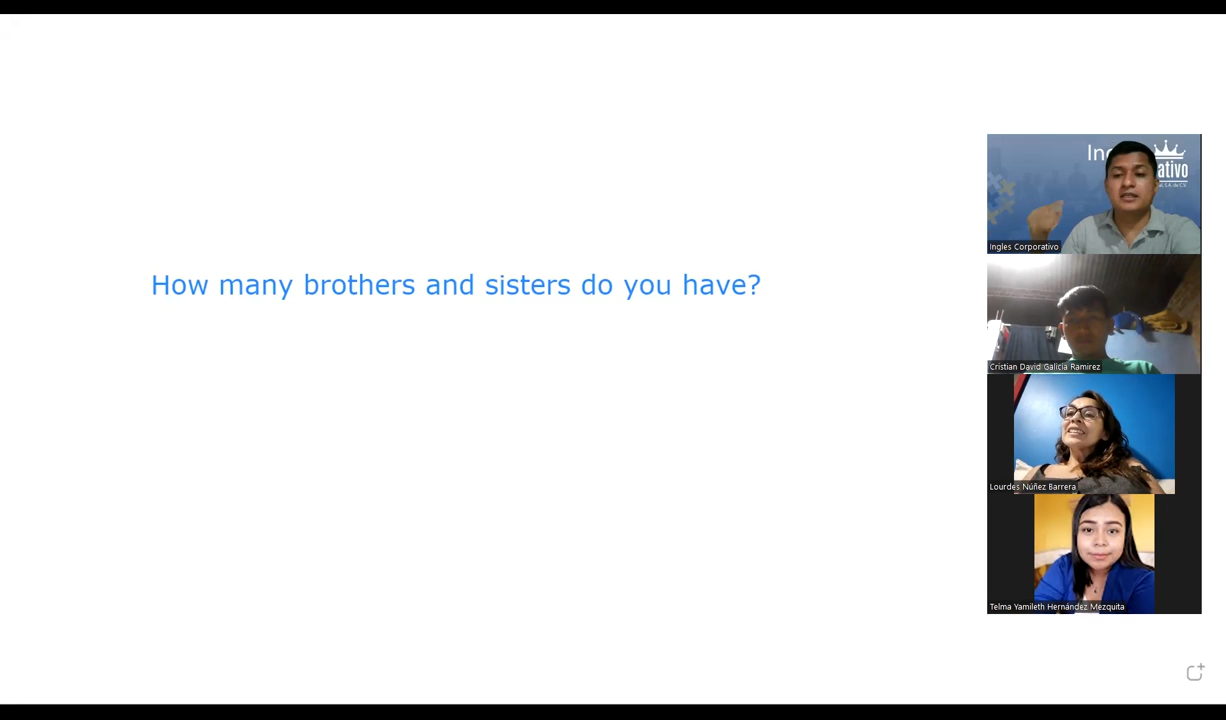 How many brothers and sisters do you have?
Ingles Corporativo
Cristian David Galicia Ramirez
Lourdes Núñez Barrera
Telma Yamileth Hernández Mezquita